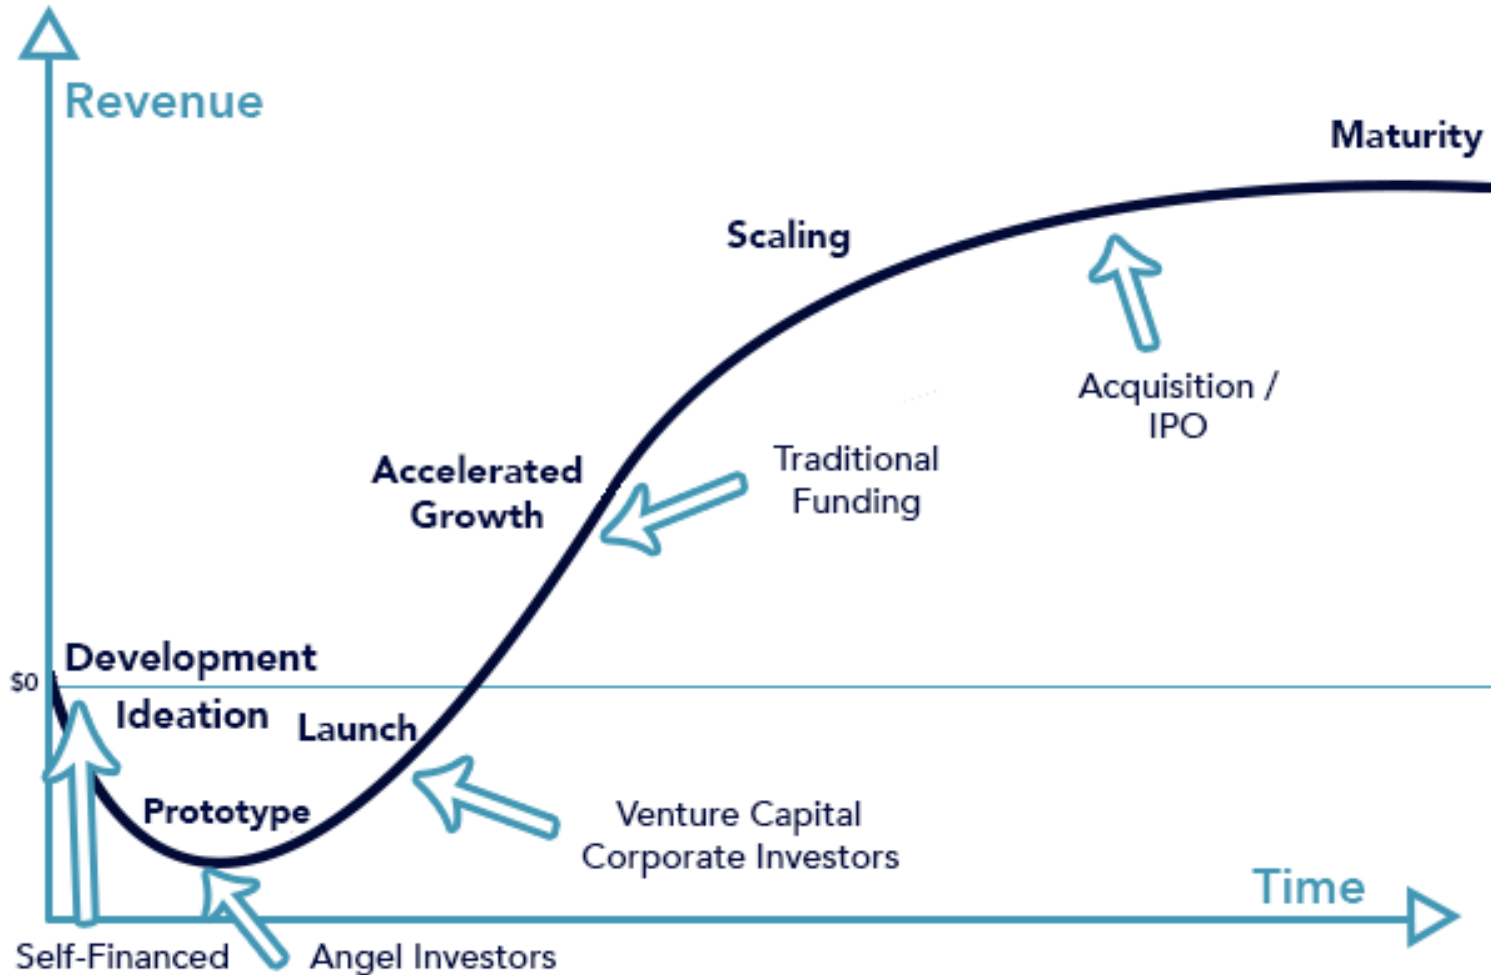 Revenue
Maturity
Scaling
Acquisition /
IPO
Accelerated
Growth
Traditional
Funding
Development
$0
Ideation
Launch
Prototype
Venture Capital
Corporate Investors
Time
Self-Financed
Angel Investors